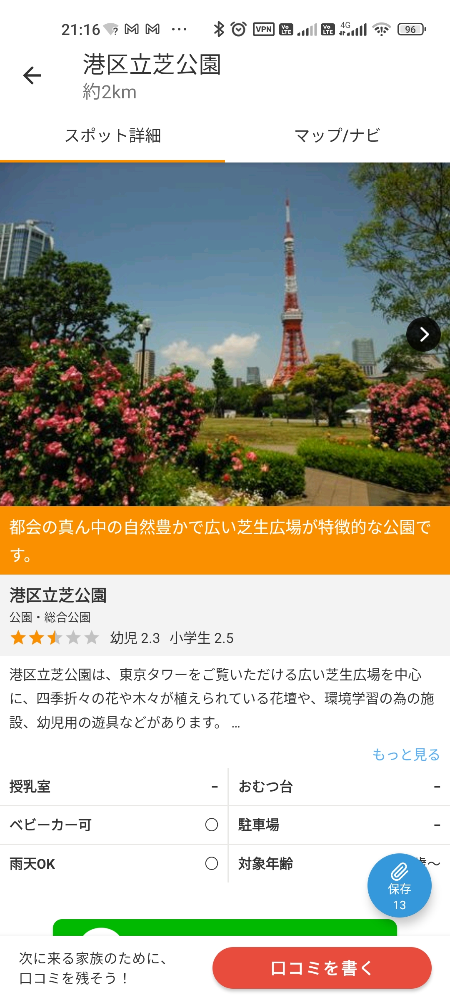 21:16
VPN
Vo LTE
Vo LTE
4G
96
港区立芝公園
約2km
スポット詳細
マップ/ナビ
都会の真ん中の自然豊かで広い芝生広場が特徴的な公園で
す。
港区立芝公園
公園・総合公園
幼児 2.3 小学生 2.5
港区立芝公園は、東京タワーをご覧いただける広い芝生広場を中心
に、四季折々の花や木々が植えられている花壇や、環境学習の為の施
設、幼児用の遊具などがあります。 ...
もっと見る
授乳室 -
おむつ台 -
ベビーカー可 ○
駐車場 -
雨天OK ○
対象年齢 歳〜
保存
13
次に来る家族のために、
口コミを残そう！
口コミを書く